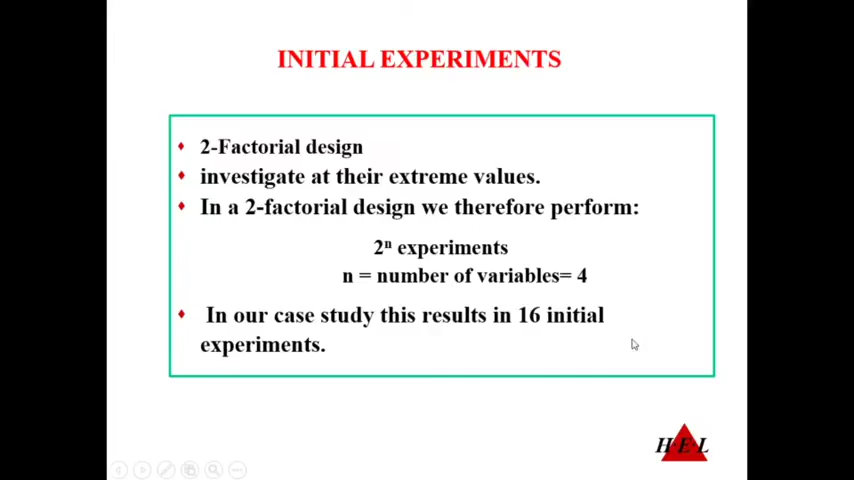 INITIAL EXPERIMENTS
2-Factorial design
investigate at their extreme values.
In a 2-factorial design we therefore perform:
2ⁿ experiments
n = number of variables= 4
In our case study this results in 16 initial
experiments.
H·E·L